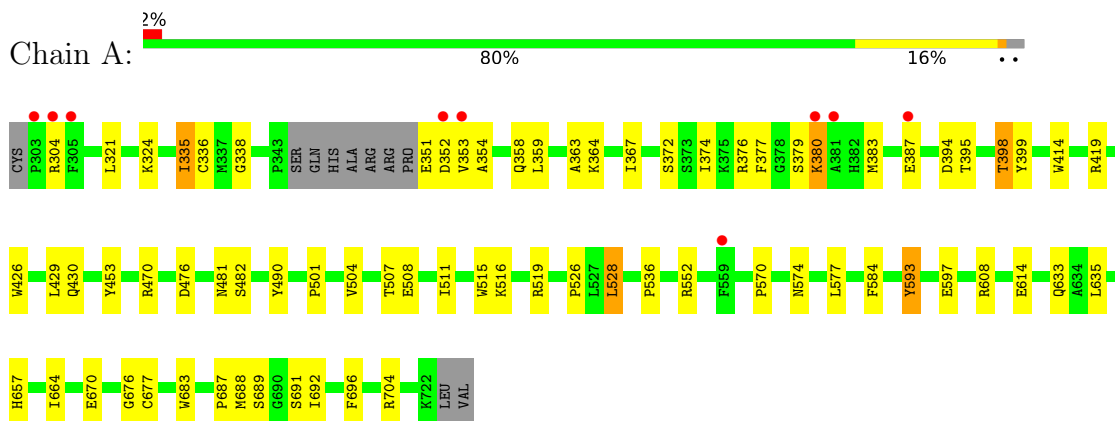 2%
Chain A:
80% 16% • •
CYS P303 R304 F305 L321 K324 I335 C336 M337 G338 P343 SER GLN HIS ALA ARG ARG PRO E351 D352 V353 A354 Q358 L359 A363 K364 I367 S372 S373 I374 K375 R376 F377 G378 S379 K380 A381 H382 M383 E387 D394 T395 T398 Y399 W414 R419
W426 L429 Q430 Y453 R470 D476 N481 S482 Y490 P501 V504 T507 E508 I511 W515 K516 R519 P526 L527 L528 P536 R552 F559 P570 N574 L577 F584 Y593 E597 R608 E614 Q633 A634 L635
H657 I664 E670 G676 C677 W683 P687 M688 S689 G690 S691 I692 F696 R704 K722 LEU VAL